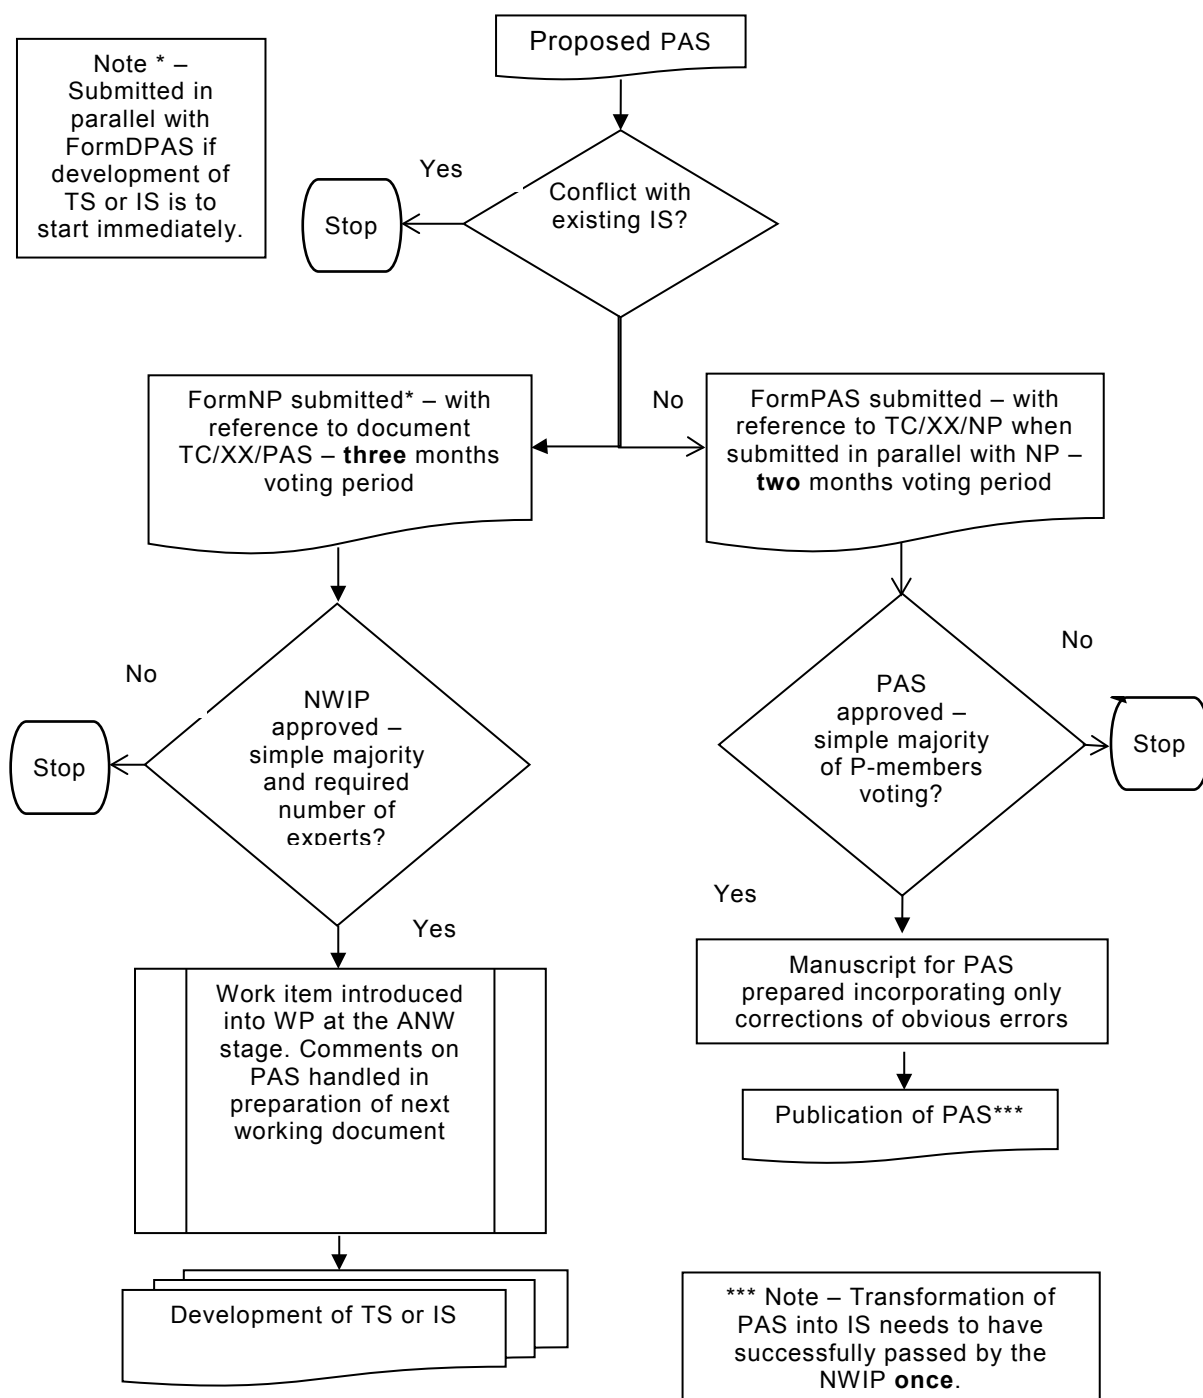 Proposed PAS
Note * –
Submitted in
parallel with
FormDPAS if
development of
TS or IS is to
start immediately.
Yes
Stop
Conflict with
existing IS?
FormNP submitted* – with
reference to document
TC/XX/PAS – three months
voting period
No
FormPAS submitted – with
reference to TC/XX/NP when
submitted in parallel with NP –
two months voting period
No
Stop
NWIP
approved –
simple majority
and required
number of
experts?
PAS
approved –
simple majority
of P-members
voting?
No
Stop
Yes
Yes
Work item introduced
into WP at the ANW
stage. Comments on
PAS handled in
preparation of next
working document
Manuscript for PAS
prepared incorporating only
corrections of obvious errors
Publication of PAS***
Development of TS or IS
*** Note – Transformation of
PAS into IS needs to have
successfully passed by the
NWIP once.